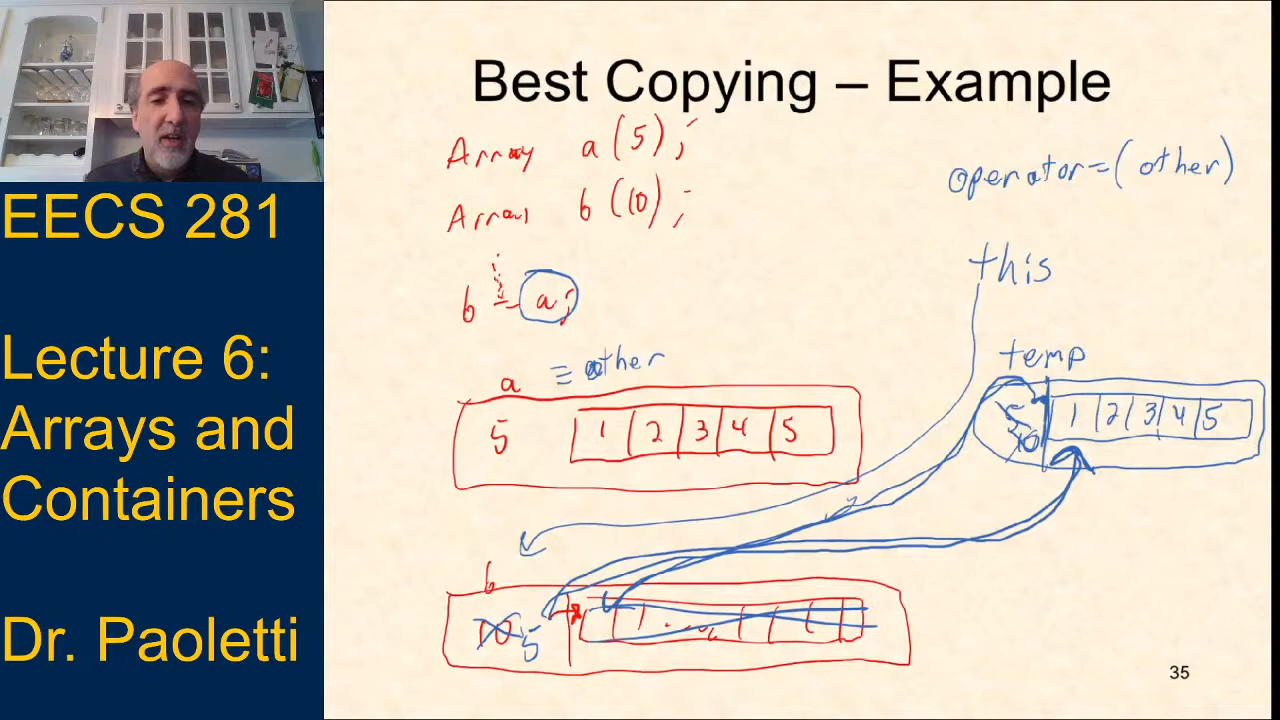 EECS 281
Lecture 6:
Arrays and
Containers
Dr. Paoletti
Best Copying – Example
Array a(5);
Array b(10);
b = a;
operator=(other)
this
temp
a ≡ other
5 1 2 3 4 5
5 10 1 2 3 4 5
b
10 5
35